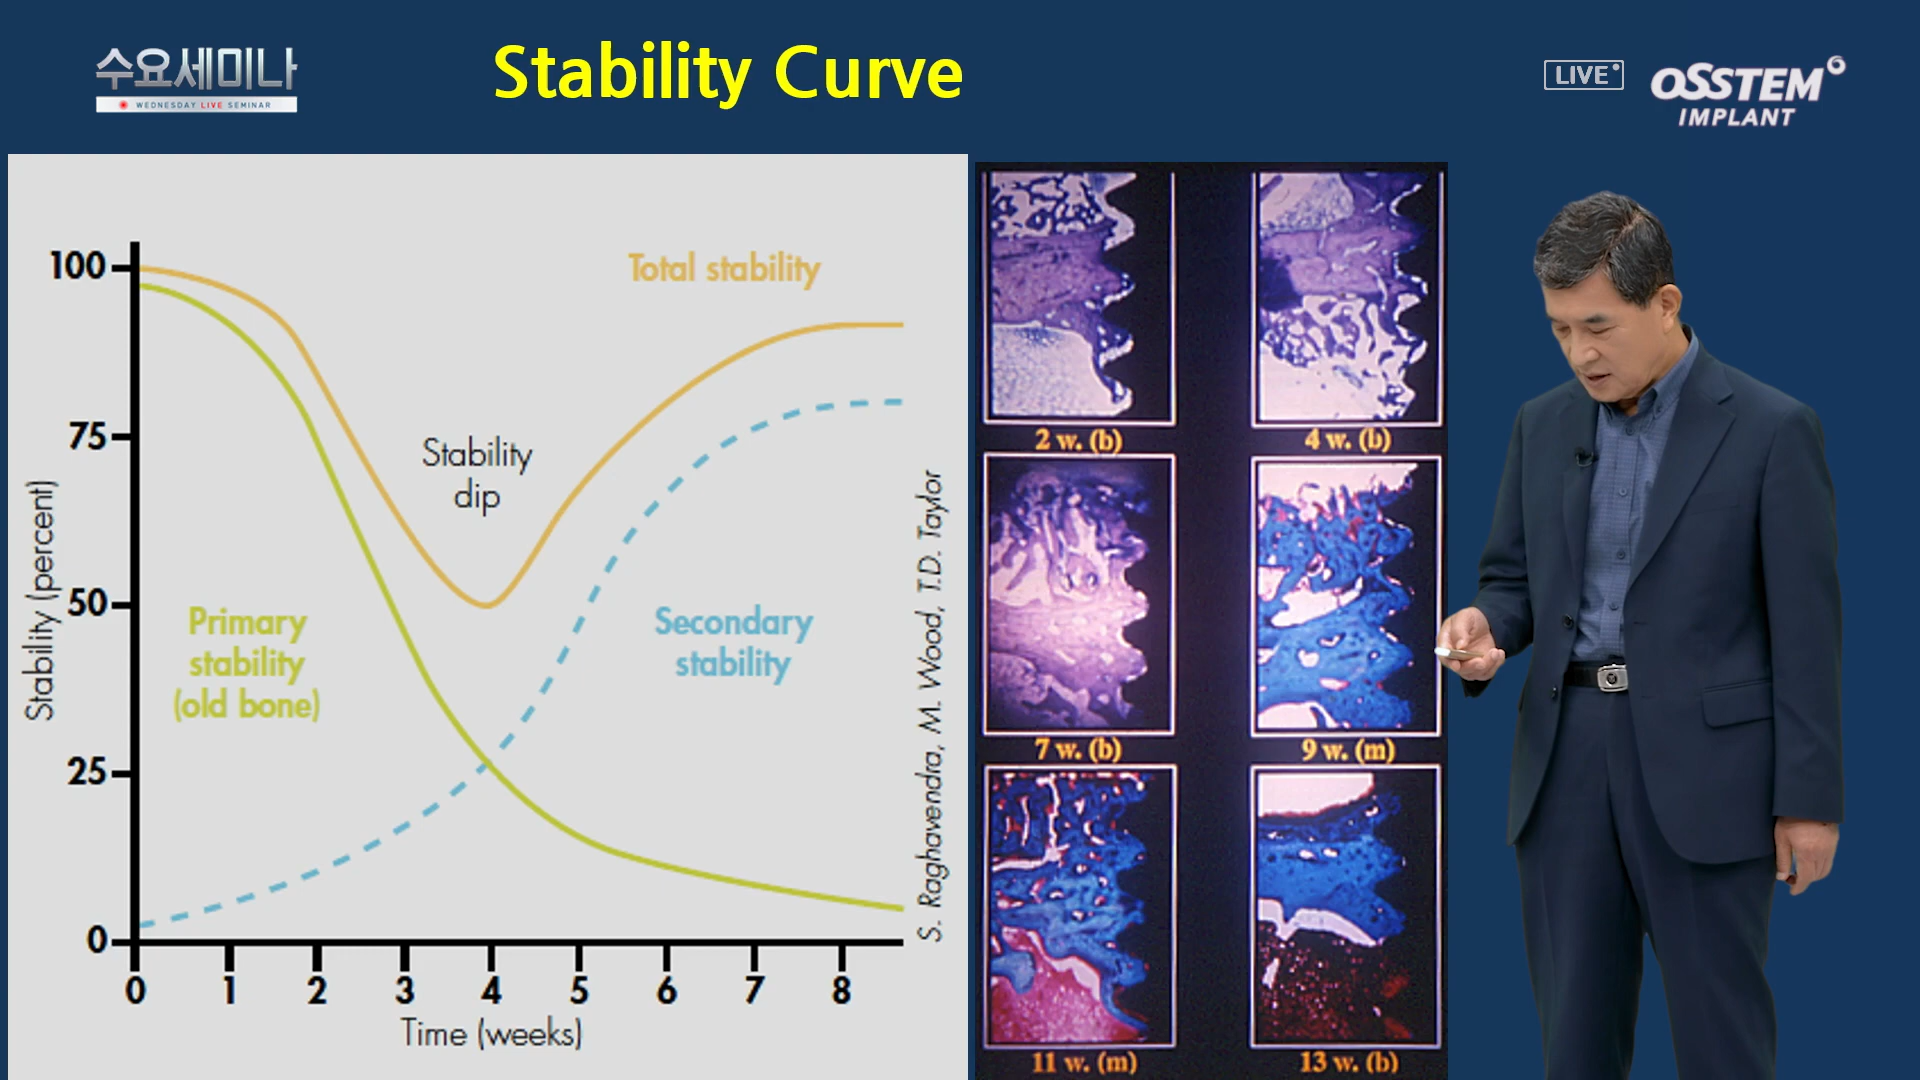 수요세미나
WEDNESDAY LIVE SEMINAR
Stability Curve
LIVE
OSSTEM
IMPLANT
Total stability
Stability
dip
Primary
stability
(old bone)
Secondary
stability
Stability (percent)
100
75
50
25
0
0 1 2 3 4 5 6 7 8
Time (weeks)
S. Raghavendra, M. Wood, T.D. Taylor
2 w. (b)
4 w. (b)
7 w. (b)
9 w. (m)
11 w. (m)
13 w. (b)